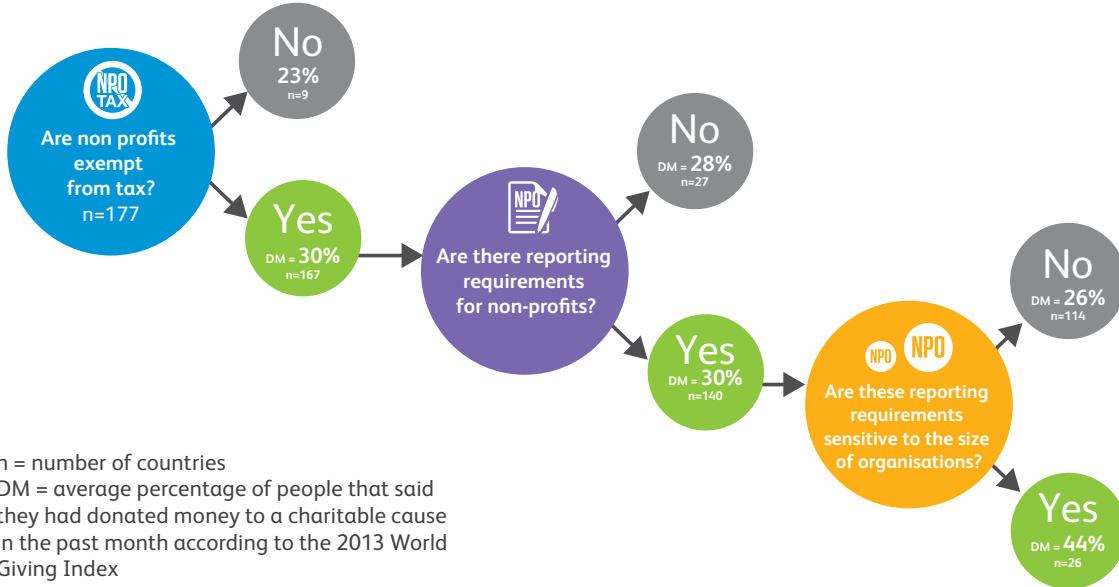 NPO
TAX
Are non profits
exempt
from tax?
n=177
No
23%
n=9
Yes
DM = 30%
n=167
NPO
Are there reporting
requirements
for non-profits?
No
DM = 28%
n=27
Yes
DM = 30%
n=140
NPO NPO
Are these reporting
requirements
sensitive to the size
of organisations?
No
DM = 26%
n=114
Yes
DM = 44%
n=26
n = number of countries
DM = average percentage of people that said
they had donated money to a charitable cause
in the past month according to the 2013 World
Giving Index